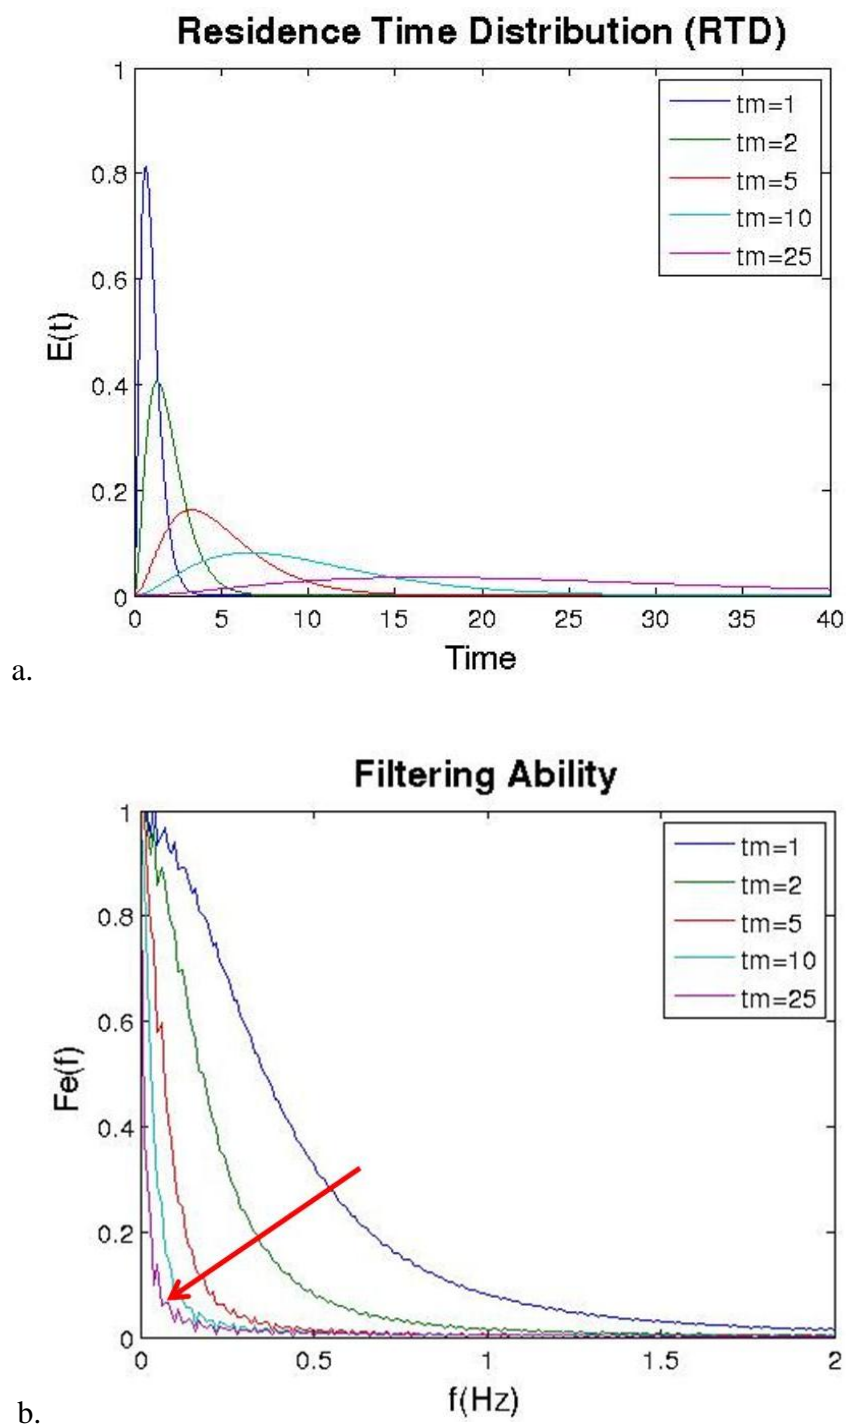 Residence Time Distribution (RTD)
1
0.8
0.6
0.4
0.2
0
E(t)
tm=1
tm=2
tm=5
tm=10
tm=25
0 5 10 15 20 25 30 35 40
Time
a.
Filtering Ability
1
0.8
0.6
0.4
0.2
0
Fe(f)
tm=1
tm=2
tm=5
tm=10
tm=25
0 0.5 1 1.5 2
f(Hz)
b.